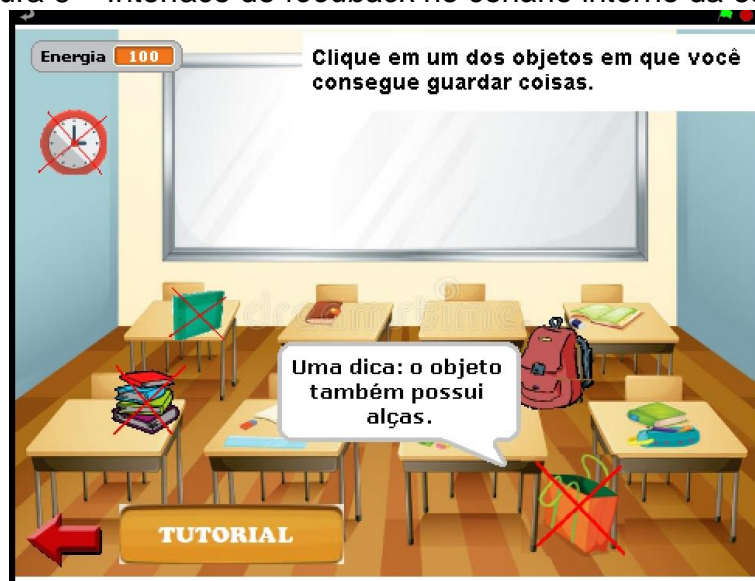 Energia 100
Clique em um dos objetos em que você
consegue guardar coisas.
dreamstime
Uma dica: o objeto
também possui
alças.
TUTORIAL